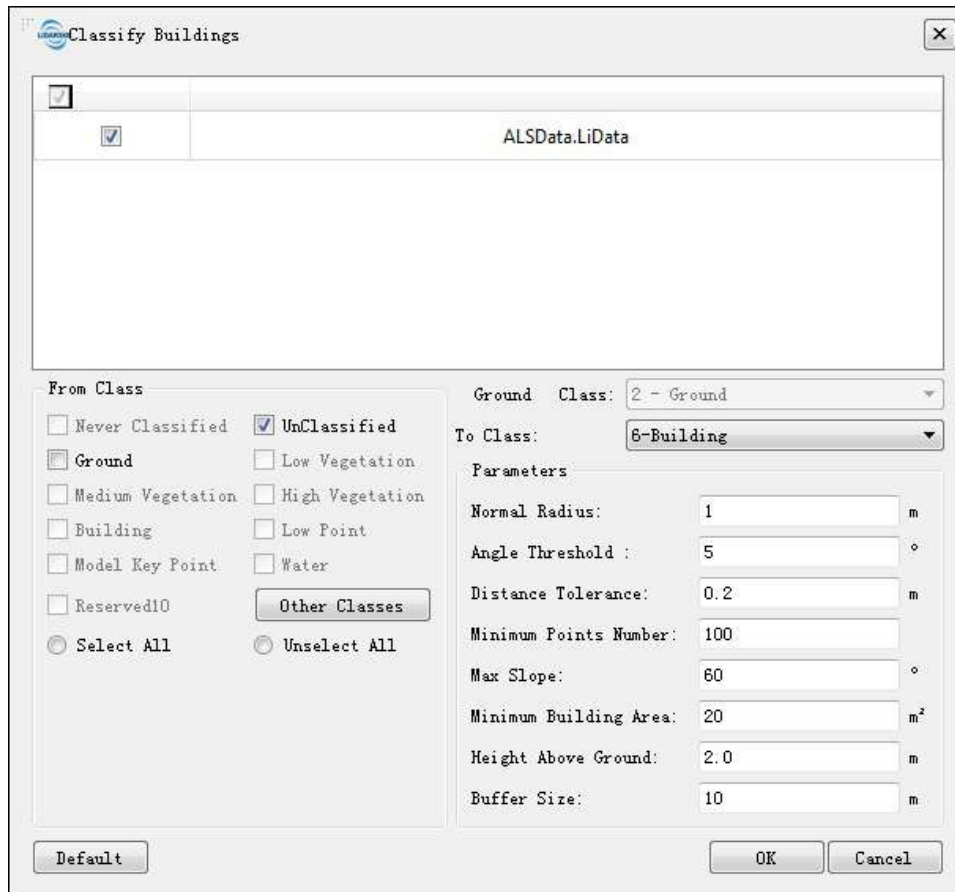 Classify Buildings
ALSData.LiData
From Class
Never Classified UnClassified
Ground Low Vegetation
Medium Vegetation High Vegetation
Building Low Point
Model Key Point Water
Reserved10 Other Classes
Select All Unselect All
Ground Class: 2 - Ground
To Class: 6-Building
Parameters
Normal Radius: 1 m
Angle Threshold : 5 °
Distance Tolerance: 0.2 m
Minimum Points Number: 100
Max Slope: 60 °
Minimum Building Area: 20 m²
Height Above Ground: 2.0 m
Buffer Size: 10 m
Default OK Cancel